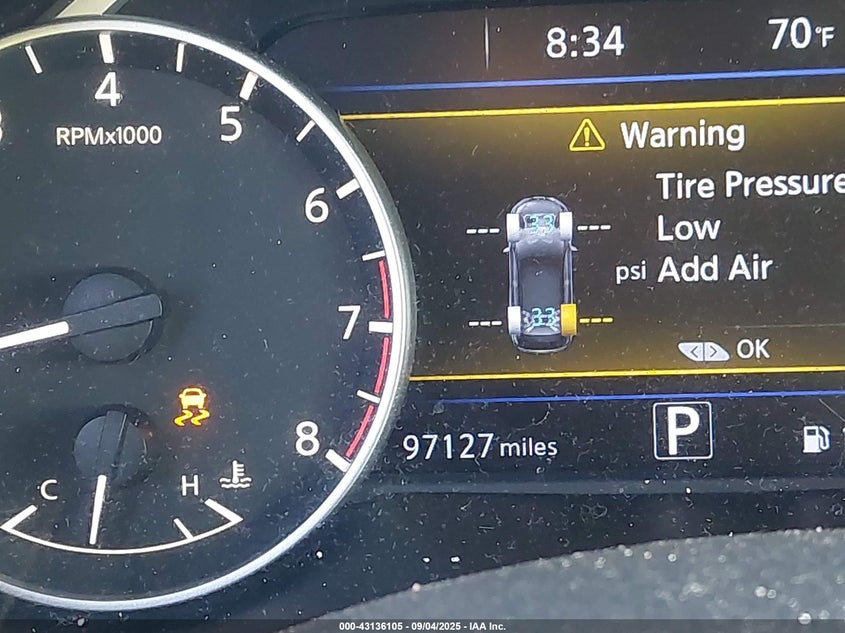 8:34 70°F
4
5
RPMx1000
6
7
8
C H
Warning
Tire Pressure
Low
psi Add Air
33
--- ---
33
--- ---
< > OK
97127 miles P
000-43136105 - 09/04/2025 - IAA Inc.